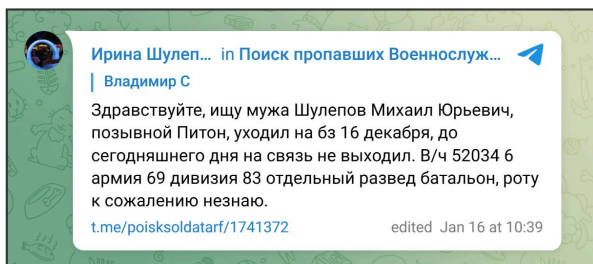 Ирина Шулеп... in Поиск пропавших Военнослуж...
Владимир С
Здравствуйте, ищу мужа Шулепов Михаил Юрьевич,
позывной Питон, уходил на бз 16 декабря, до
сегодняшнего дня на связь не выходил. В/ч 52034 6
армия 69 дивизия 83 отдельный развед батальон, роту
к сожалению незнаю.
t.me/poisksoldatarf/1741372 edited Jan 16 at 10:39